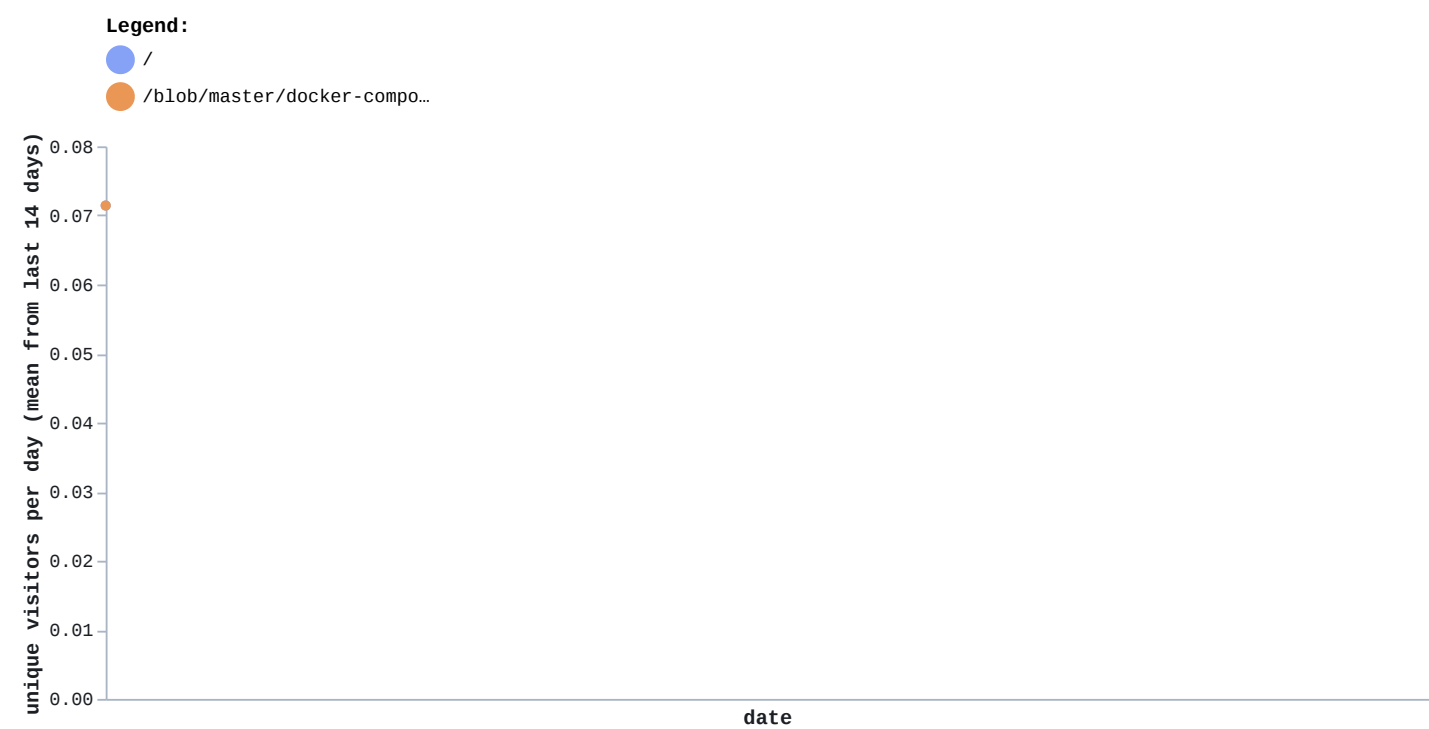 Legend:
/
/blob/master/docker-compo…
unique visitors per day (mean from last 14 days)
0.08
0.07
0.06
0.05
0.04
0.03
0.02
0.01
0.00
date